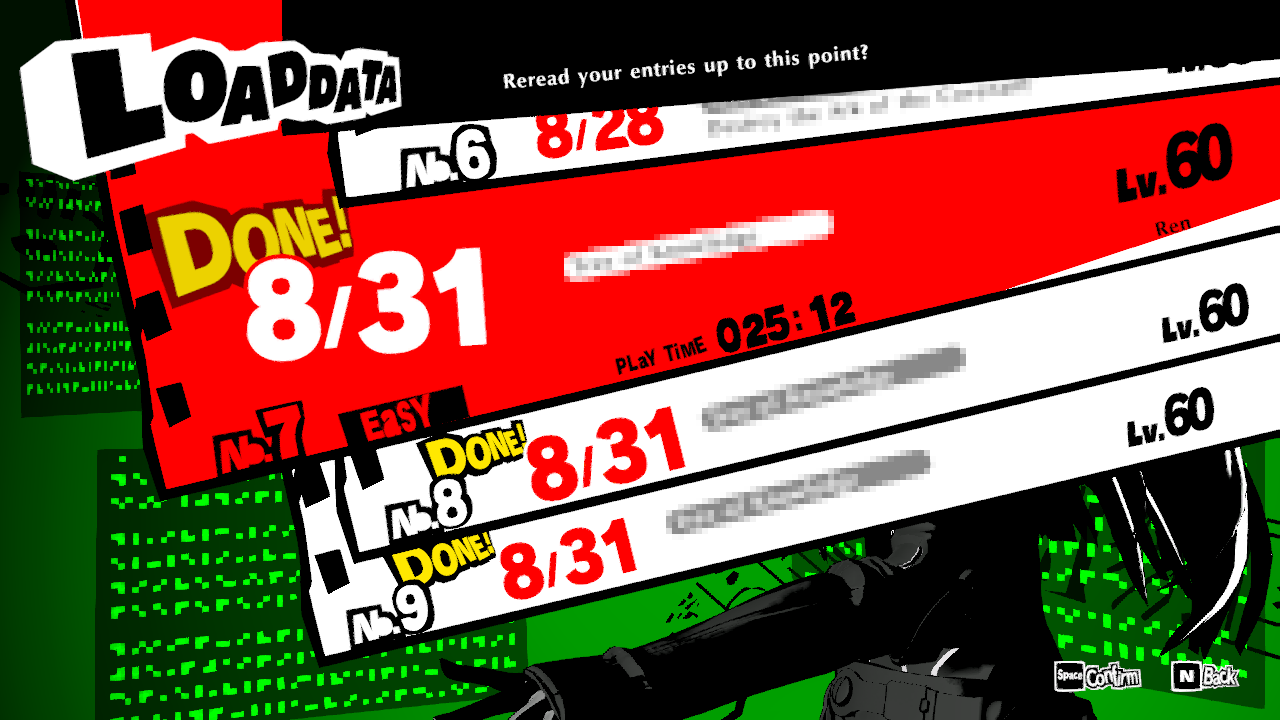 LOADDATA
Reread your entries up to this point?
No.6
8/28
DONE!
8/31
Lv.60
Ren
PLaY TiME 025:12
No.7
EaSY
DONE!
No.8
8/31
Lv.60
DONE!
No.9
8/31
Lv.60
Space Confirm
N Back